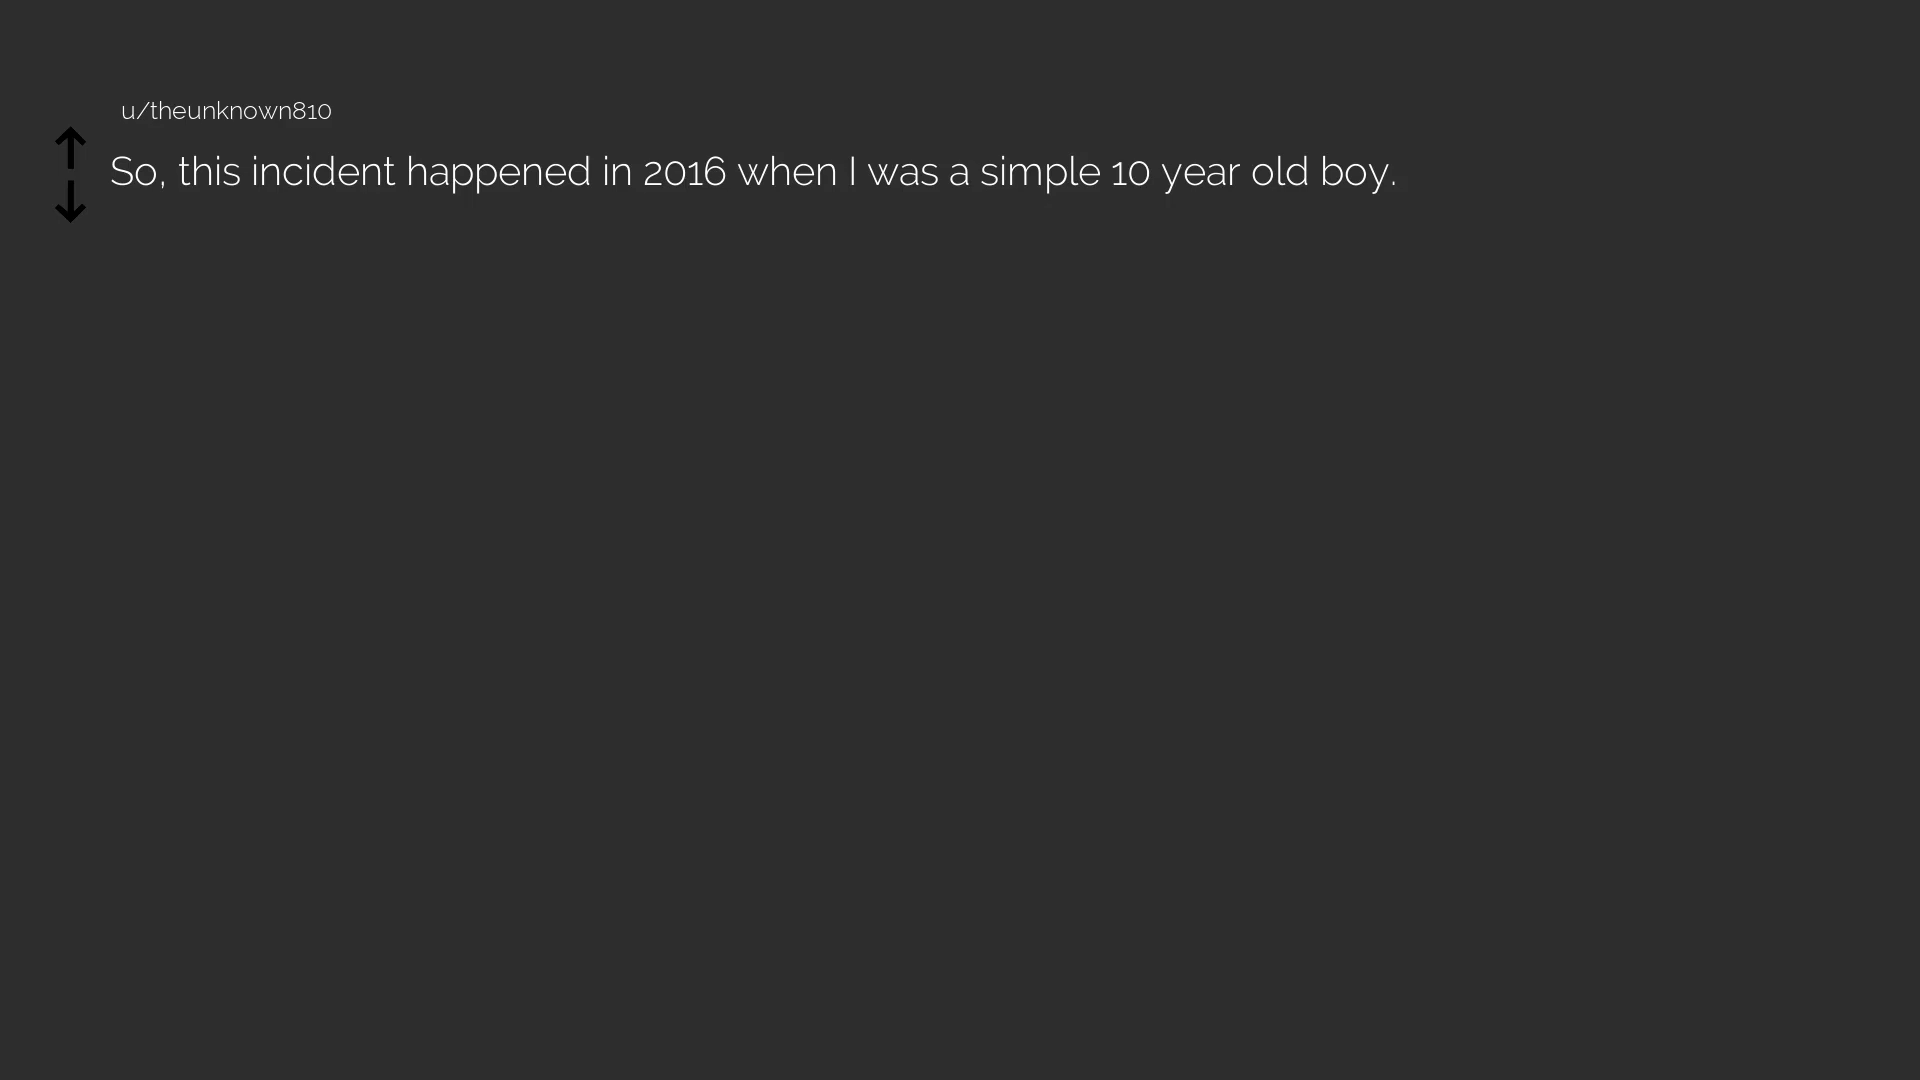 u/theunknown810
So, this incident happened in 2016 when I was a simple 10 year old boy.